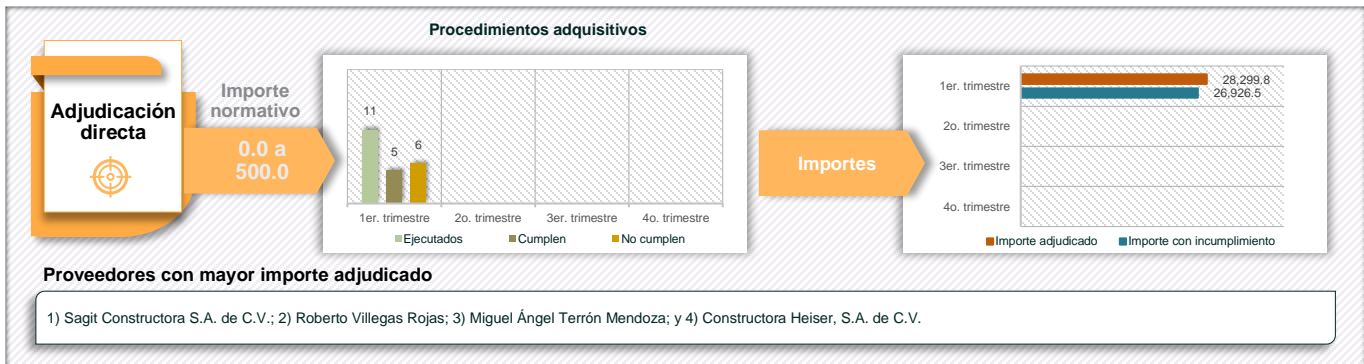 Procedimientos adquisitivos
Adjudicación
directa
Importe
normativo
0.0 a
500.0
11
5
6
1er. trimestre
2o. trimestre
3er. trimestre
4o. trimestre
Ejecutados
Cumplen
No cumplen
Importes
1er. trimestre
28,299.8
26,926.5
2o. trimestre
3er. trimestre
4o. trimestre
Importe adjudicado
Importe con incumplimiento
Proveedores con mayor importe adjudicado
1) Sagit Constructora S.A. de C.V.; 2) Roberto Villegas Rojas; 3) Miguel Ángel Terrón Mendoza; y 4) Constructora Heiser, S.A. de C.V.